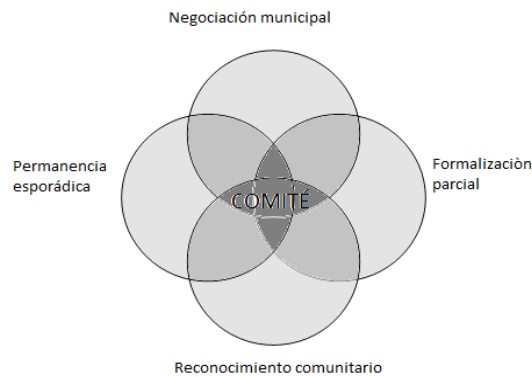 Negociación municipal
Permanencia
esporádica
Formalizaciòn
parcial
COMITÉ
Reconocimiento comunitario